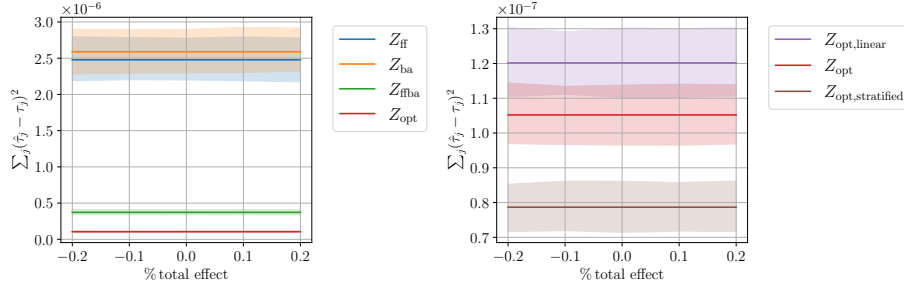 ×10⁻⁶
3.0
2.5
2.0
1.5
1.0
0.5
0.0
−0.2
−0.1
0.0
0.1
0.2
% total effect
∑ⱼ(τ̂ⱼ − τⱼ)²
Z_ff
Z_ba
Z_ffba
Z_opt
×10⁻⁷
1.3
1.2
1.1
1.0
0.9
0.8
0.7
−0.2
−0.1
0.0
0.1
0.2
% total effect
∑ⱼ(τ̂ⱼ − τⱼ)²
Z_opt,linear
Z_opt
Z_opt,stratified